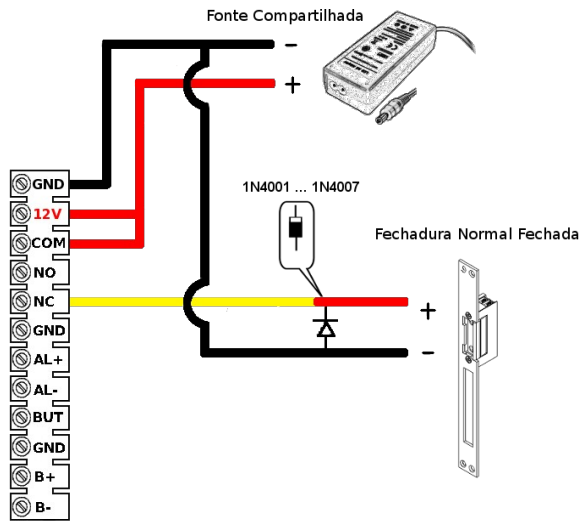 Fonte Compartilhada
-
+
1N4001 ... 1N4007
Fechadura Normal Fechada
GND
12V
COM
NO
NC
GND
AL+
AL-
BUT
GND
B+
B-
+
-